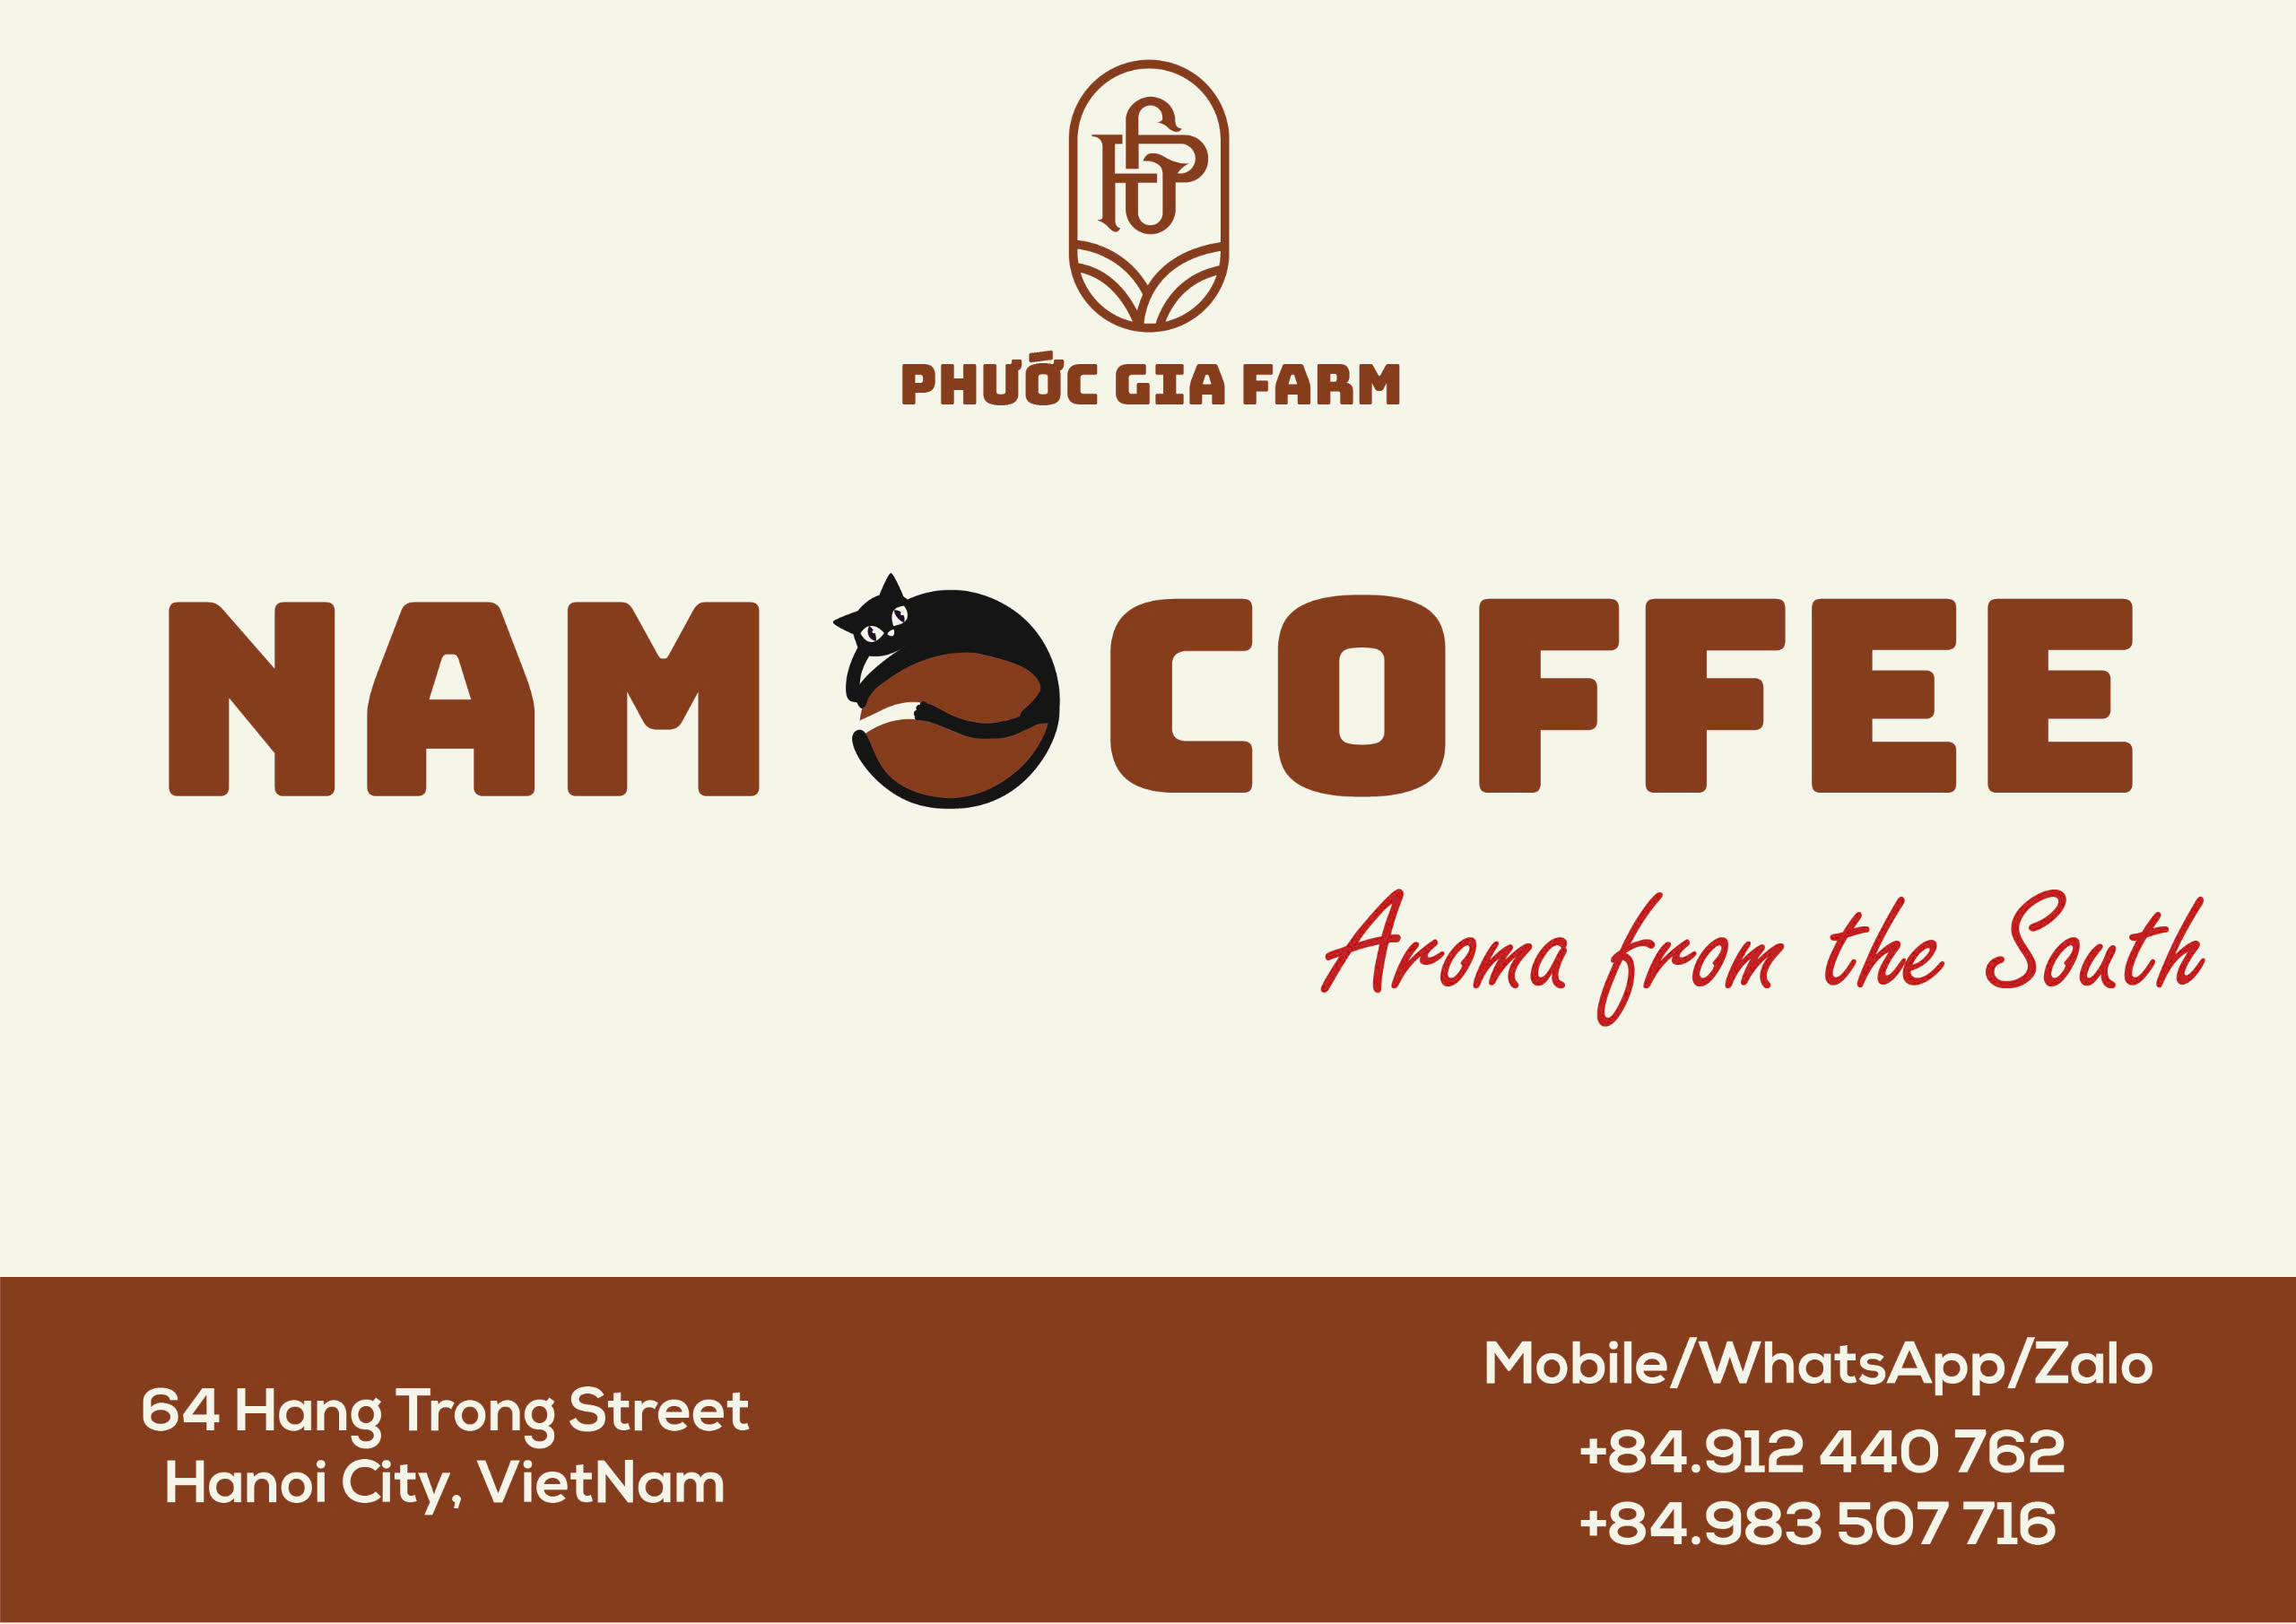 PHƯỚC GIA FARM
NAM COFFEE
Aroma from the South
64 Hang Trong Street
Hanoi City, VietNam
Mobile/WhatsApp/Zalo
+84.912 440 762
+84.983 507 716